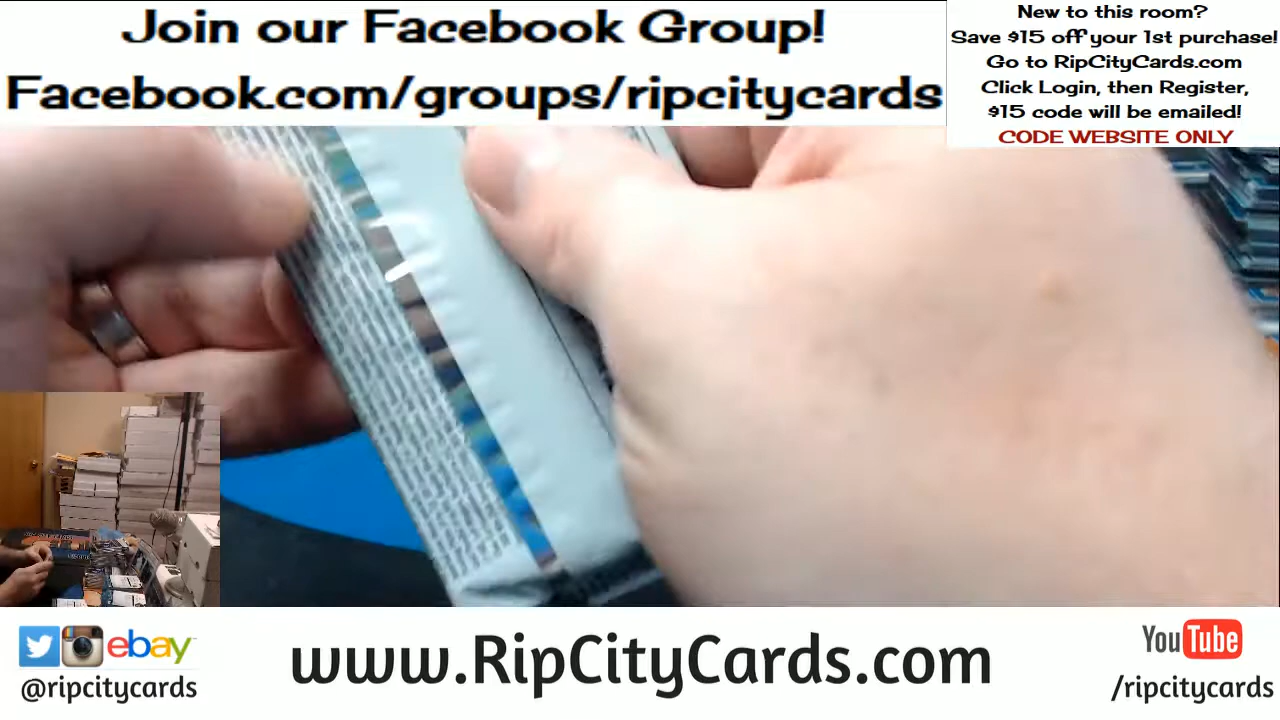 Join our Facebook Group!
Facebook.com/groups/ripcitycards
New to this room?
Save $15 off your 1st purchase!
Go to RipCityCards.com
Click Login, then Register,
$15 code will be emailed!
CODE WEBSITE ONLY
ebay
@ripcitycards
www.RipCityCards.com
YouTube
/ripcitycards